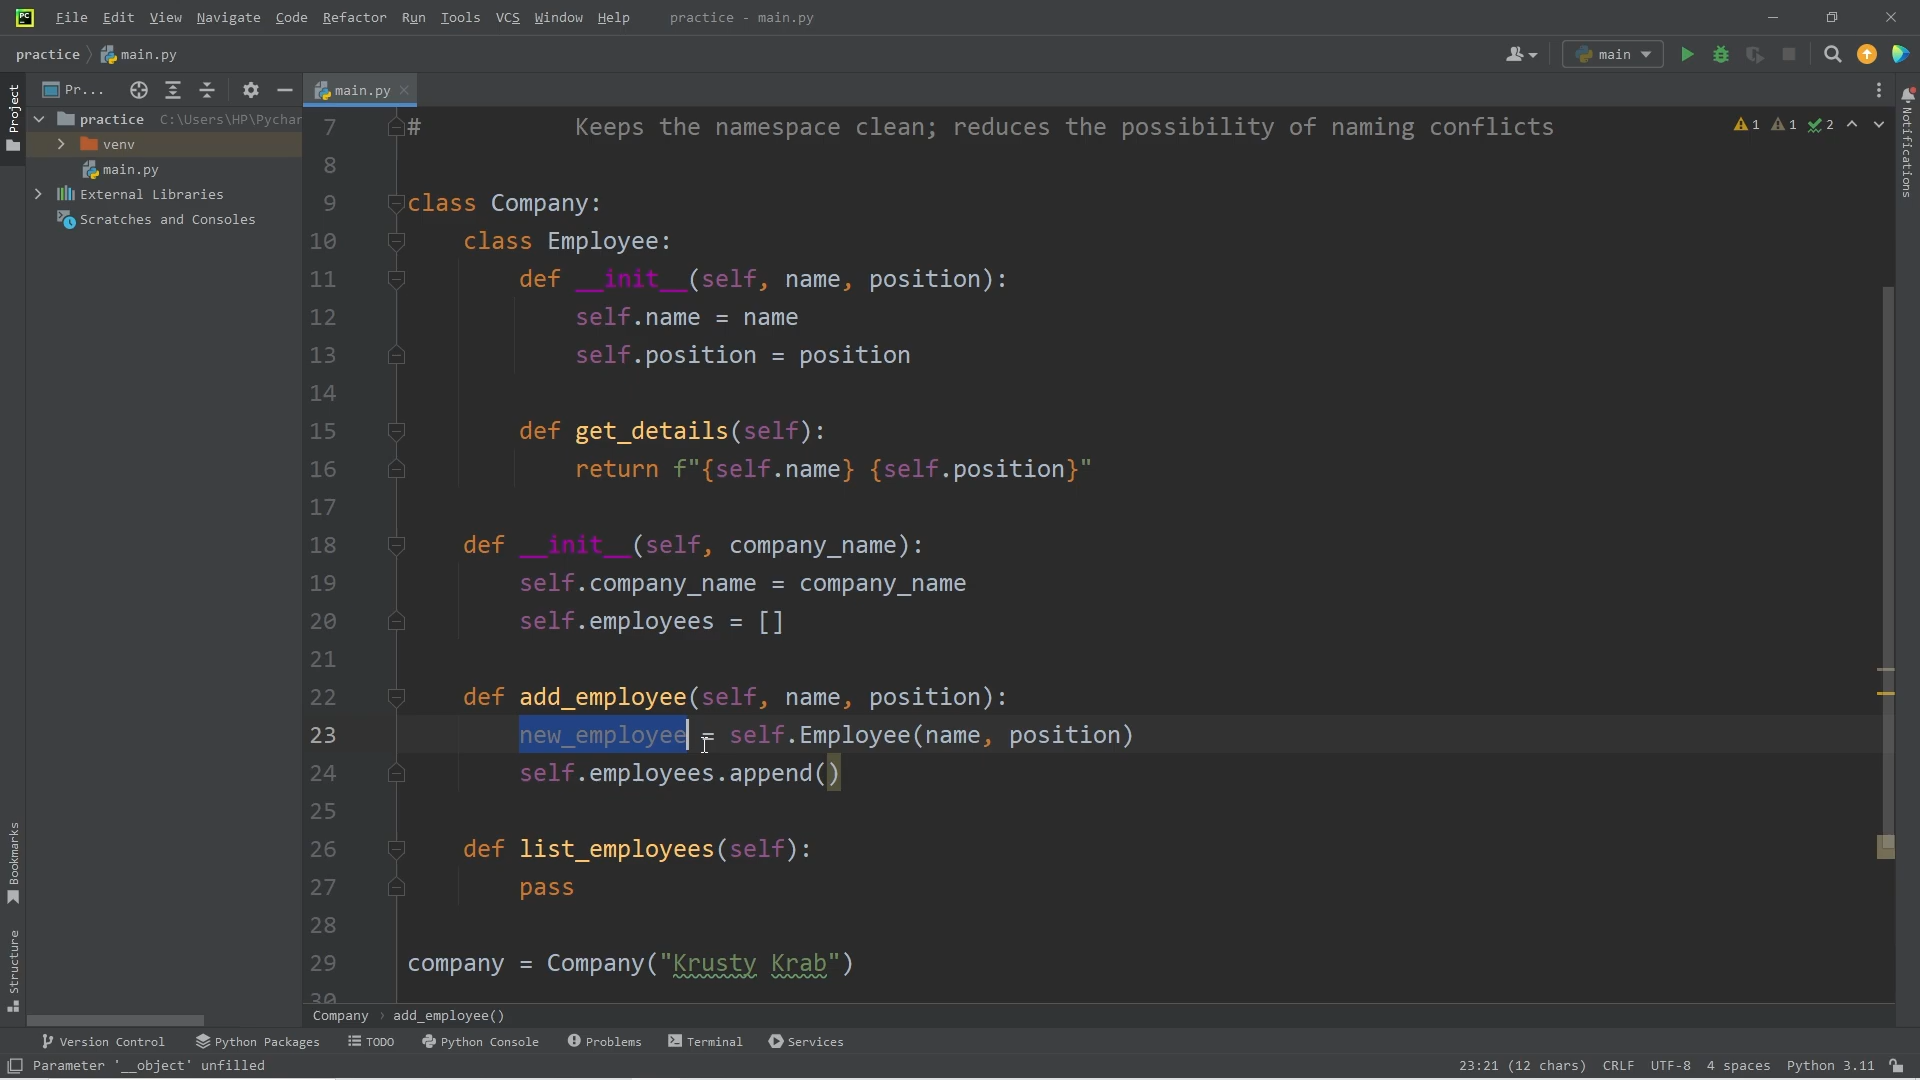 PC File Edit View Navigate Code Refactor Run Tools VCS Window Help practice - main.py
practice main.py main
Project Pr... main.py
practice C:\Users\HP\Pychar
venv
main.py
External Libraries
Scratches and Consoles
7 # Keeps the namespace clean; reduces the possibility of naming conflicts 1 1 2
8
9 class Company:
10 class Employee:
11 def __init__(self, name, position):
12 self.name = name
13 self.position = position
14
15 def get_details(self):
16 return f"{self.name} {self.position}"
17
18 def __init__(self, company_name):
19 self.company_name = company_name
20 self.employees = []
21
22 def add_employee(self, name, position):
23 new_employee = self.Employee(name, position)
24 self.employees.append()
25
26 def list_employees(self):
27 pass
28
29 company = Company("Krusty Krab")
30
Notifications
Bookmarks
Structure
Company add_employee()
Version Control Python Packages TODO Python Console Problems Terminal Services
Parameter '__object' unfilled 23:21 (12 chars) CRLF UTF-8 4 spaces Python 3.11